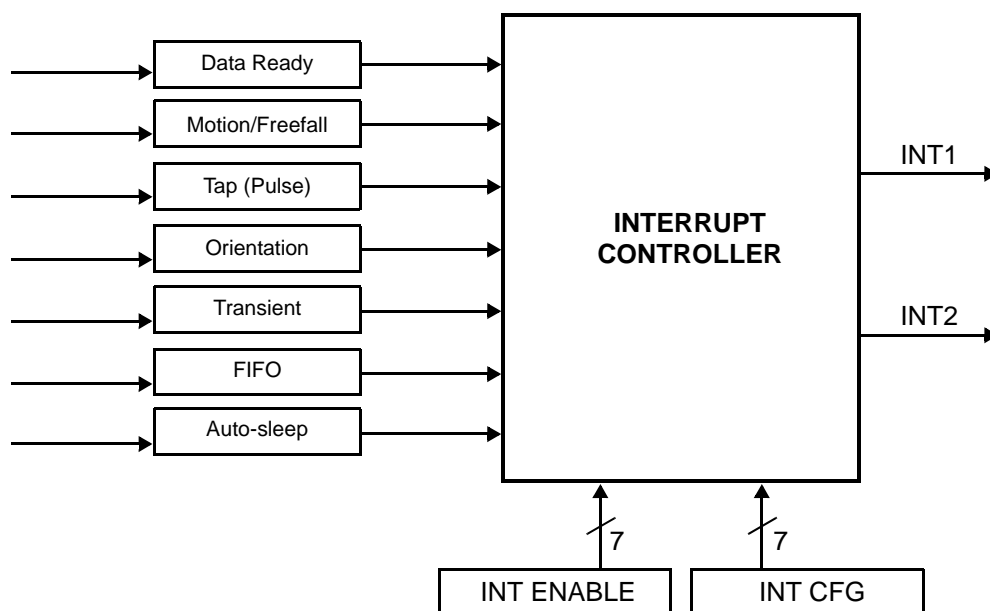 Data Ready
Motion/Freefall
Tap (Pulse)
Orientation
Transient
FIFO
Auto-sleep
INTERRUPT
CONTROLLER
INT1
INT2
7
7
INT ENABLE
INT CFG